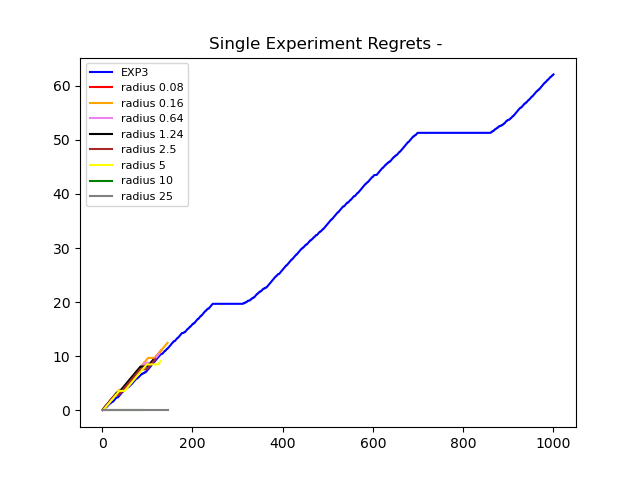 Single Experiment Regrets -
EXP3
radius 0.08
radius 0.16
radius 0.64
radius 1.24
radius 2.5
radius 5
radius 10
radius 25
60
50
40
30
20
10
0
0 200 400 600 800 1000